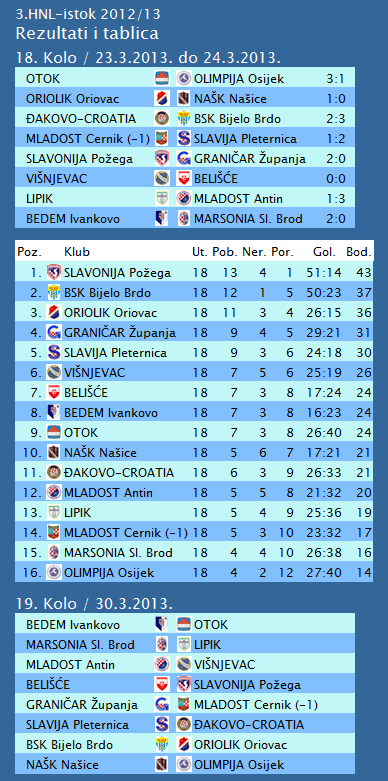 3.HNL-istok 2012/13
Rezultati i tablica
18. Kolo / 23.3.2013. do 24.3.2013.
OTOK OLIMPIJA Osijek 3:1
ORIOLIK Oriovac NAŠK Našice 1:0
ĐAKOVO-CROATIA BSK Bijelo Brdo 2:3
MLADOST Cernik (-1) SLAVIJA Pleternica 1:2
SLAVONIJA Požega GRANIČAR Županja 2:0
VIŠNJEVAC BELIŠĆE 0:0
LIPIK MLADOST Antin 1:3
BEDEM Ivankovo MARSONIA Sl. Brod 2:0
Poz. Klub Ut. Pob. Ner. Por. Gol. Bod.
1. SLAVONIJA Požega 18 13 4 1 51:14 43
2. BSK Bijelo Brdo 18 12 1 5 50:23 37
3. ORIOLIK Oriovac 18 11 3 4 26:15 36
4. GRANIČAR Županja 18 9 4 5 29:21 31
5. SLAVIJA Pleternica 18 9 3 6 24:18 30
6. VIŠNJEVAC 18 7 5 6 25:19 26
7. BELIŠĆE 18 7 3 8 17:24 24
8. BEDEM Ivankovo 18 7 3 8 16:23 24
9. OTOK 18 7 3 8 26:40 24
10. NAŠK Našice 18 5 6 7 17:21 21
11. ĐAKOVO-CROATIA 18 6 3 9 26:33 21
12. MLADOST Antin 18 5 5 8 21:32 20
13. LIPIK 18 5 4 9 25:36 19
14. MLADOST Cernik (-1) 18 5 3 10 23:32 17
15. MARSONIA Sl. Brod 18 4 4 10 26:38 16
16. OLIMPIJA Osijek 18 4 2 12 27:40 14
19. Kolo / 30.3.2013.
BEDEM Ivankovo OTOK
MARSONIA Sl. Brod LIPIK
MLADOST Antin VIŠNJEVAC
BELIŠĆE SLAVONIJA Požega
GRANIČAR Županja MLADOST Cernik (-1)
SLAVIJA Pleternica ĐAKOVO-CROATIA
BSK Bijelo Brdo ORIOLIK Oriovac
NAŠK Našice OLIMPIJA Osijek